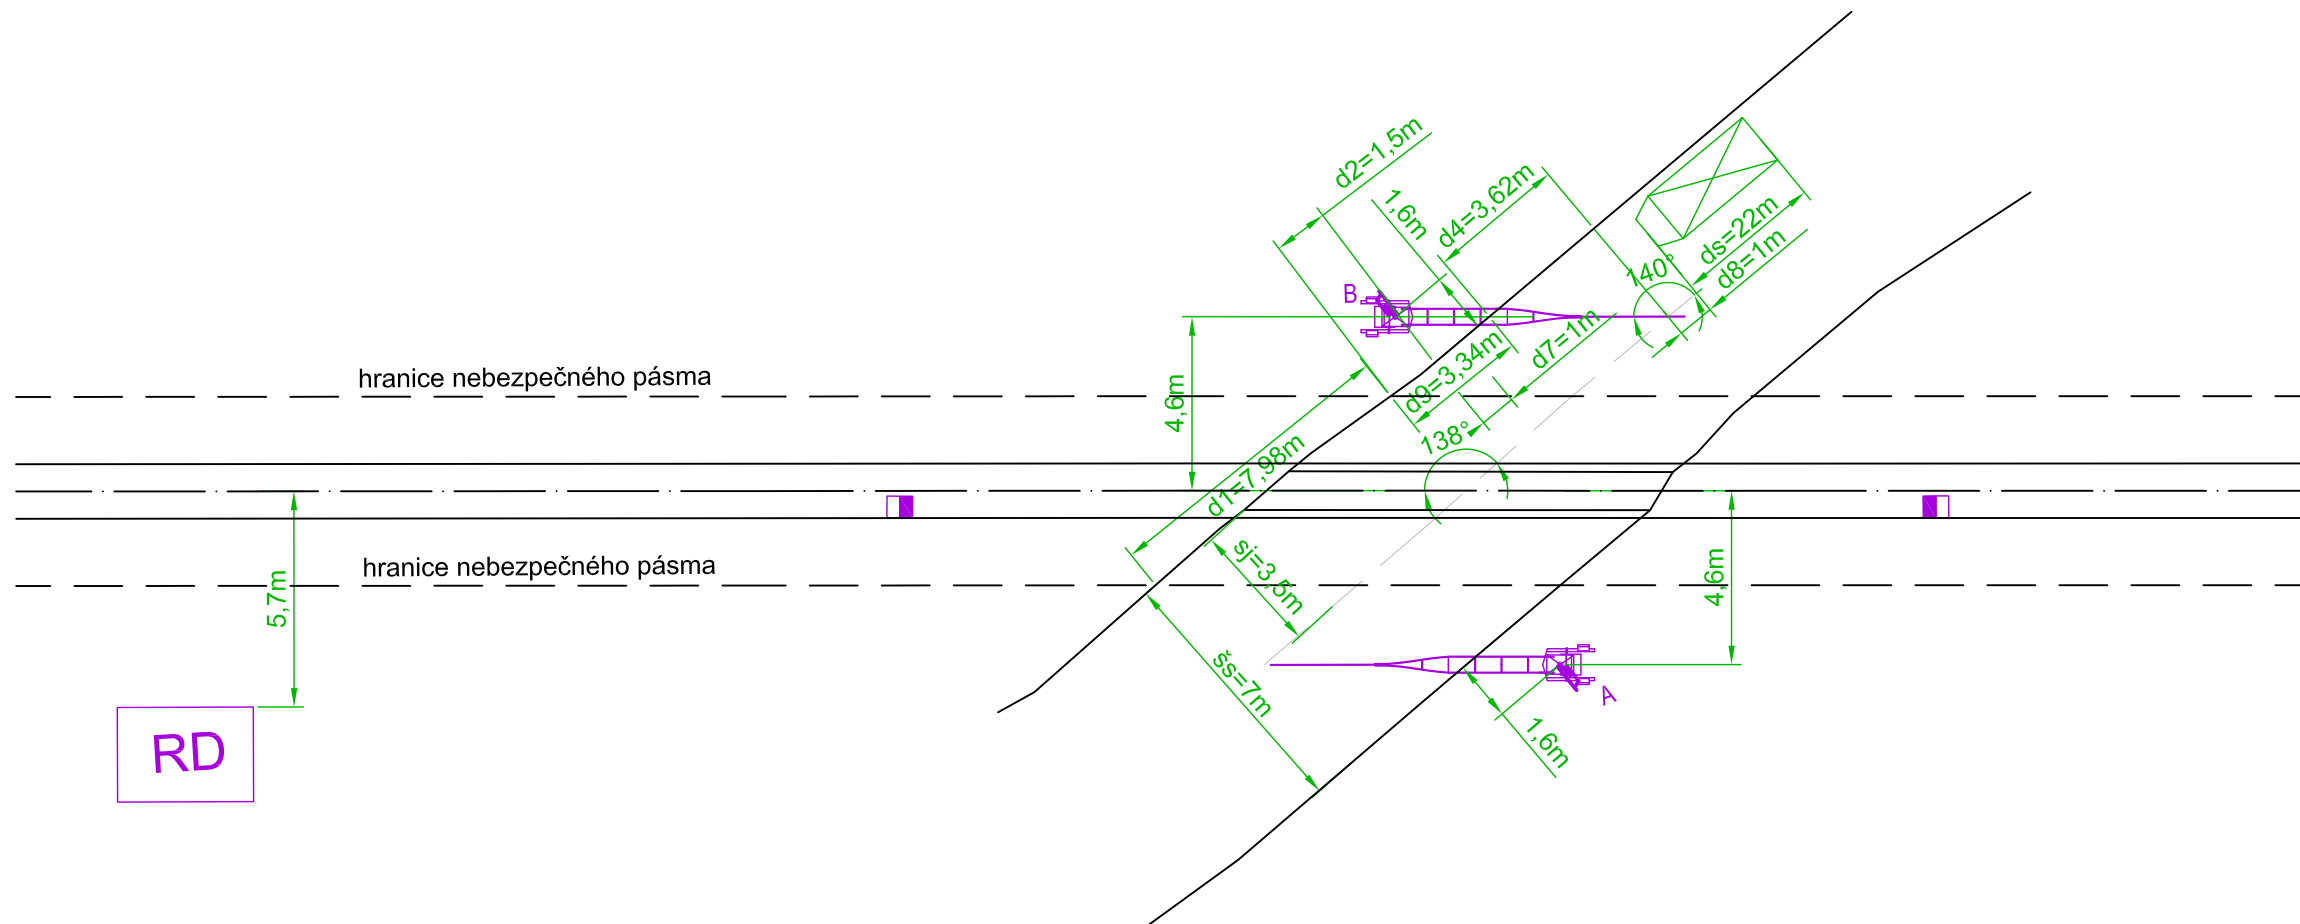 d2=1,5m
1,6m
d4=3,62m
ds=22m
d8=1m
140°
B
d7=1m
d9=3,34m
4,6m
hranice nebezpečného pásma
138°
d1=7,98m
sj=3,5m
hranice nebezpečného pásma
5,7m
4,6m
šs=7m
A
1,6m
RD